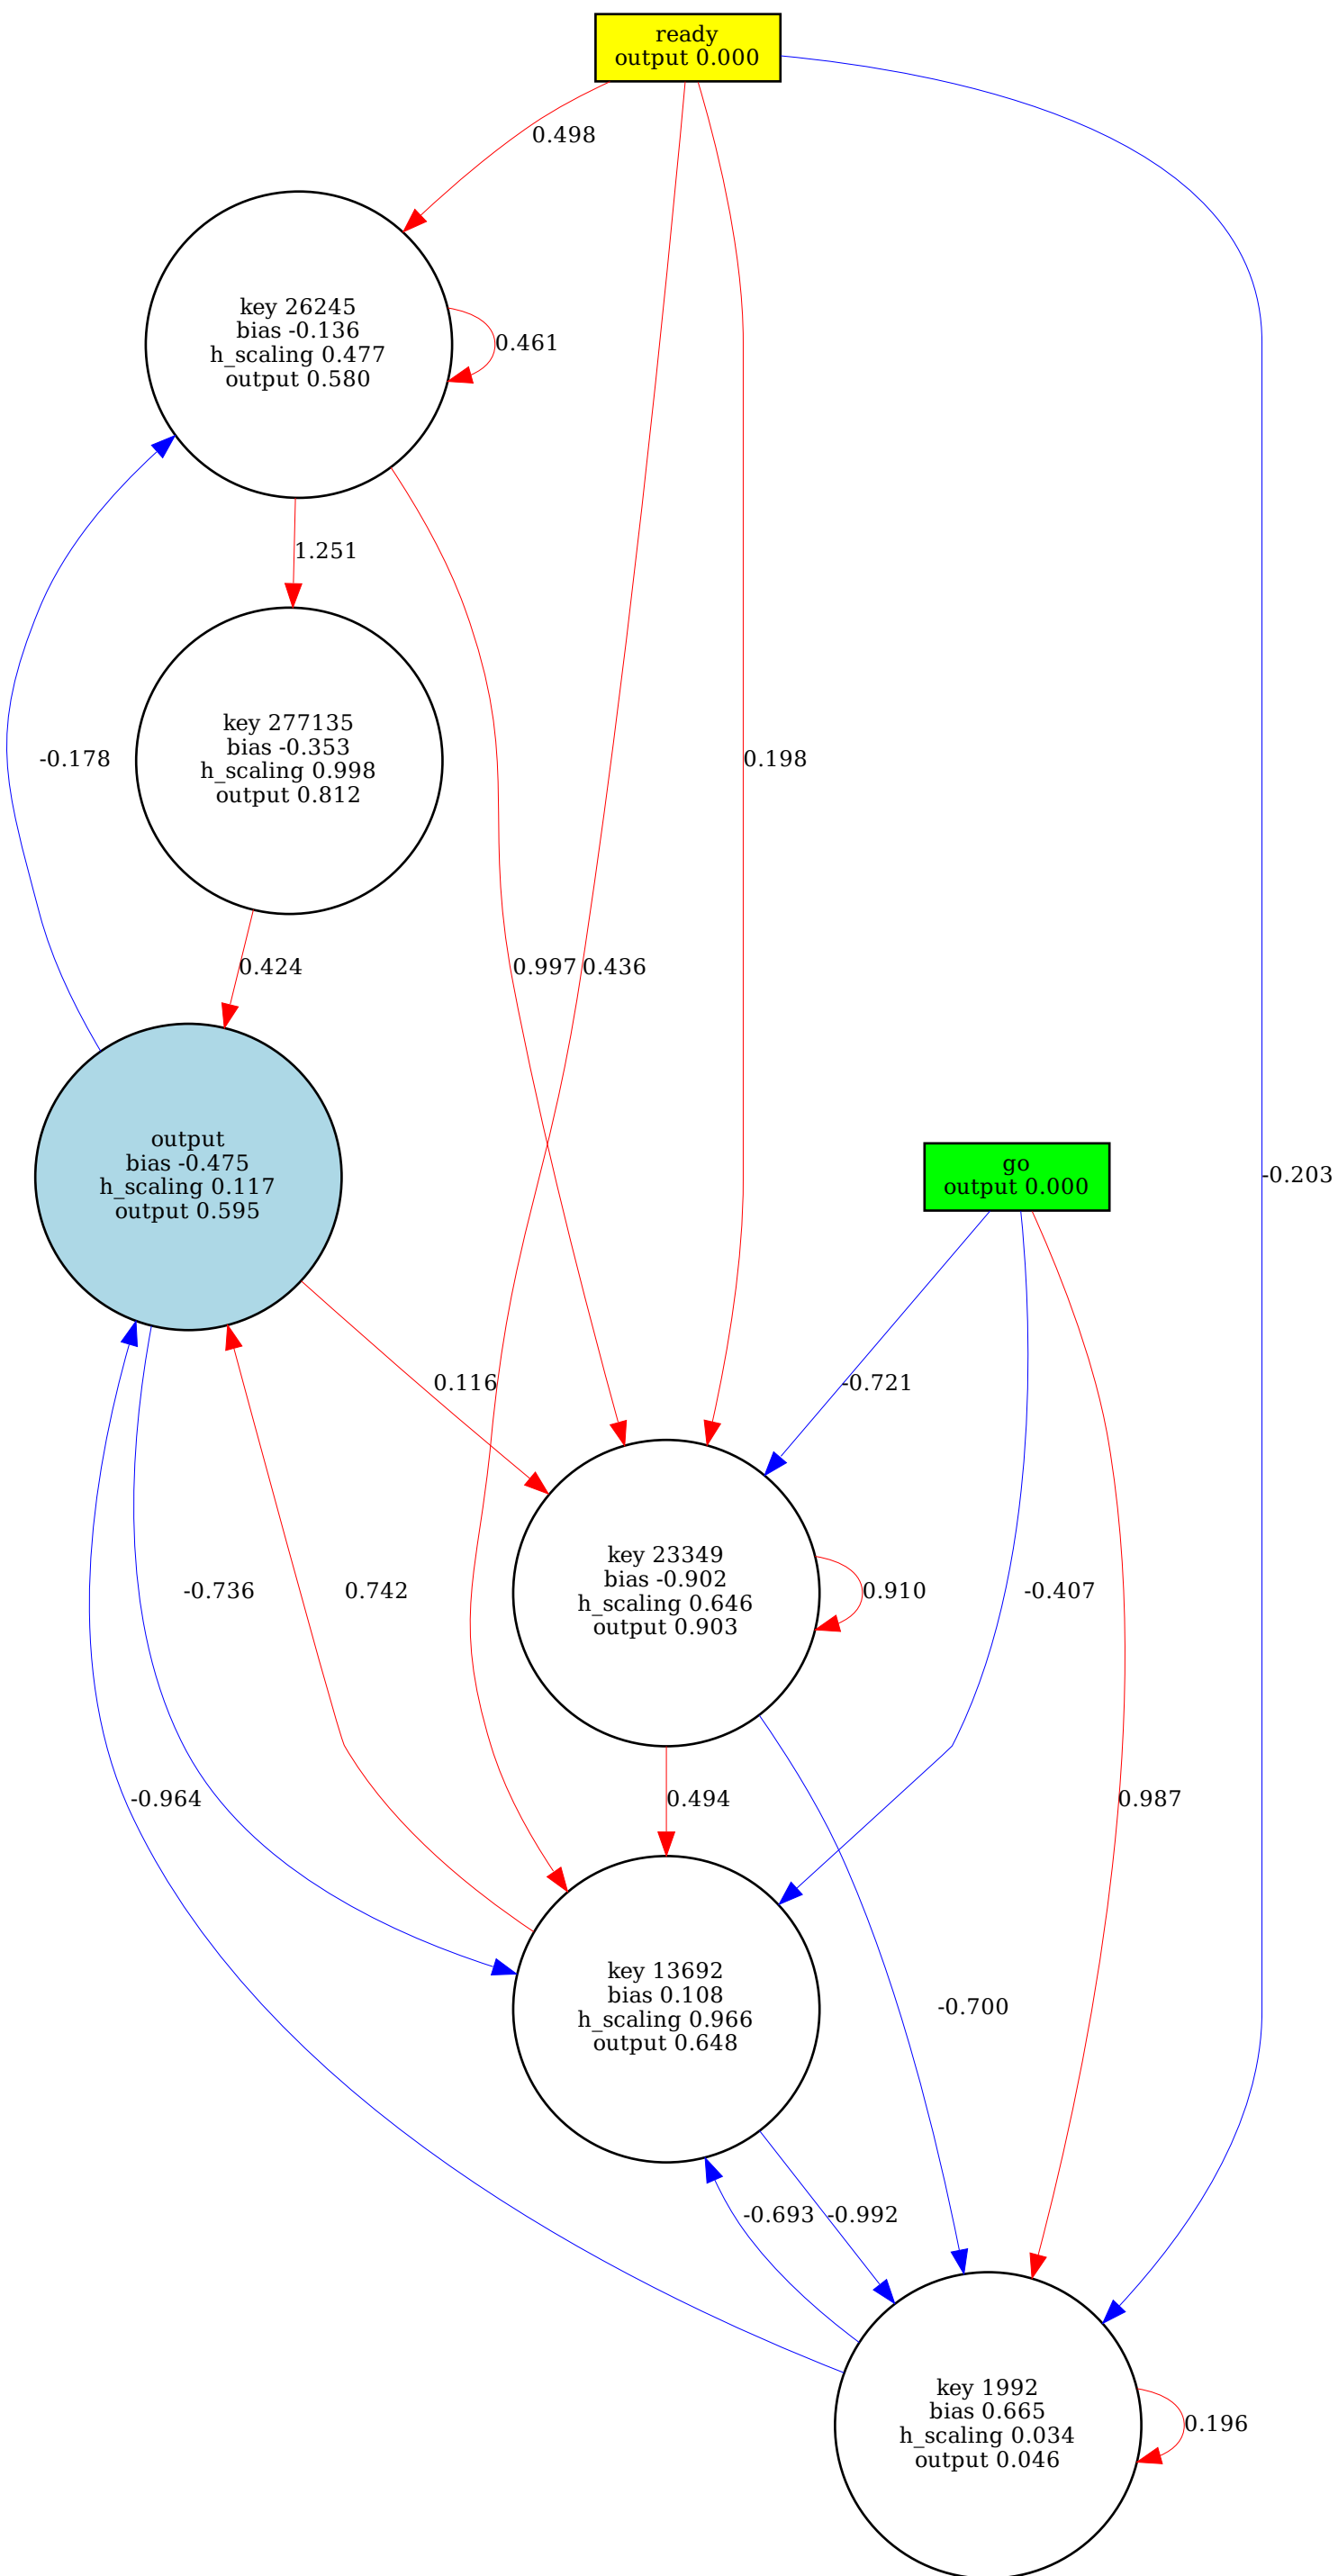 ready
output 0.000
0.498
key 26245
bias -0.136
h_scaling 0.477
output 0.580
0.461
1.251
key 277135
bias -0.353
h_scaling 0.998
output 0.812
-0.178
0.198
0.424
0.997
0.436
output
bias -0.475
h_scaling 0.117
output 0.595
go
output 0.000
-0.203
0.116
-0.721
key 23349
bias -0.902
h_scaling 0.646
output 0.903
-0.736
0.742
0.910
-0.407
-0.964
0.494
0.987
key 13692
bias 0.108
h_scaling 0.966
output 0.648
-0.700
-0.693
-0.992
key 1992
bias 0.665
h_scaling 0.034
output 0.046
0.196